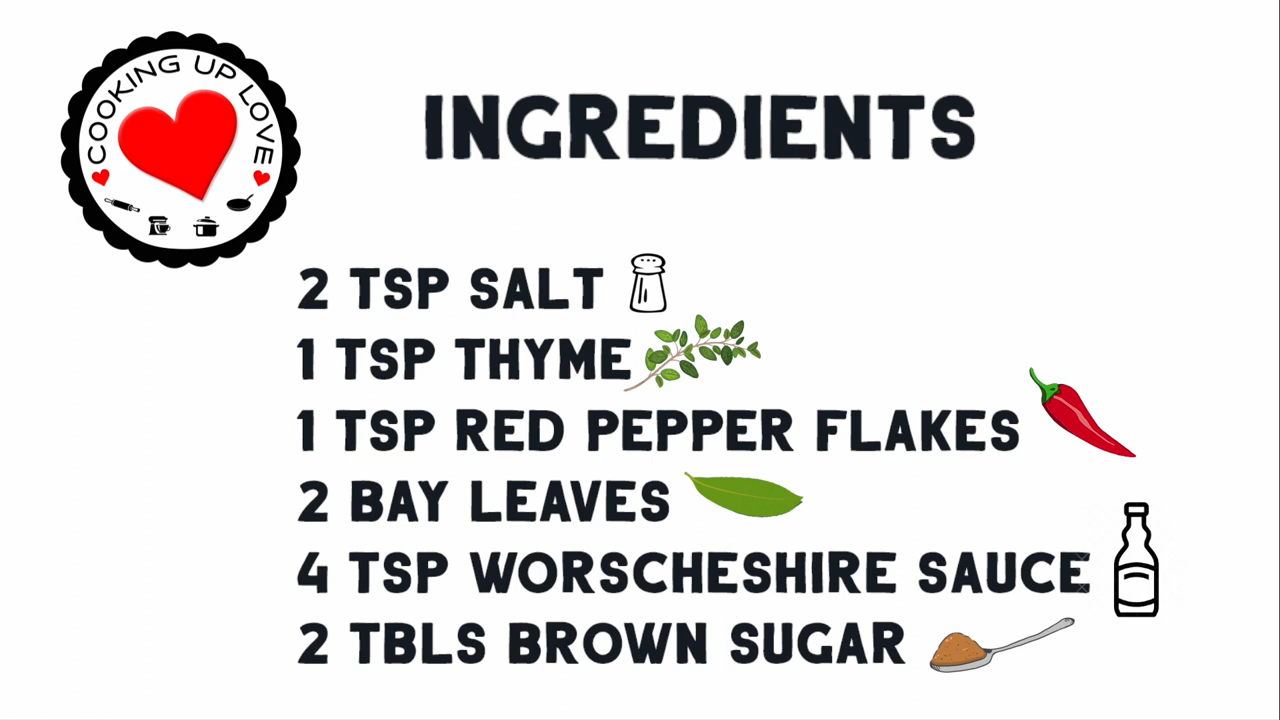 COOKING UP LOVE
INGREDIENTS
2 TSP SALT
1 TSP THYME
1 TSP RED PEPPER FLAKES
2 BAY LEAVES
4 TSP WORSCHESHIRE SAUCE
2 TBLS BROWN SUGAR